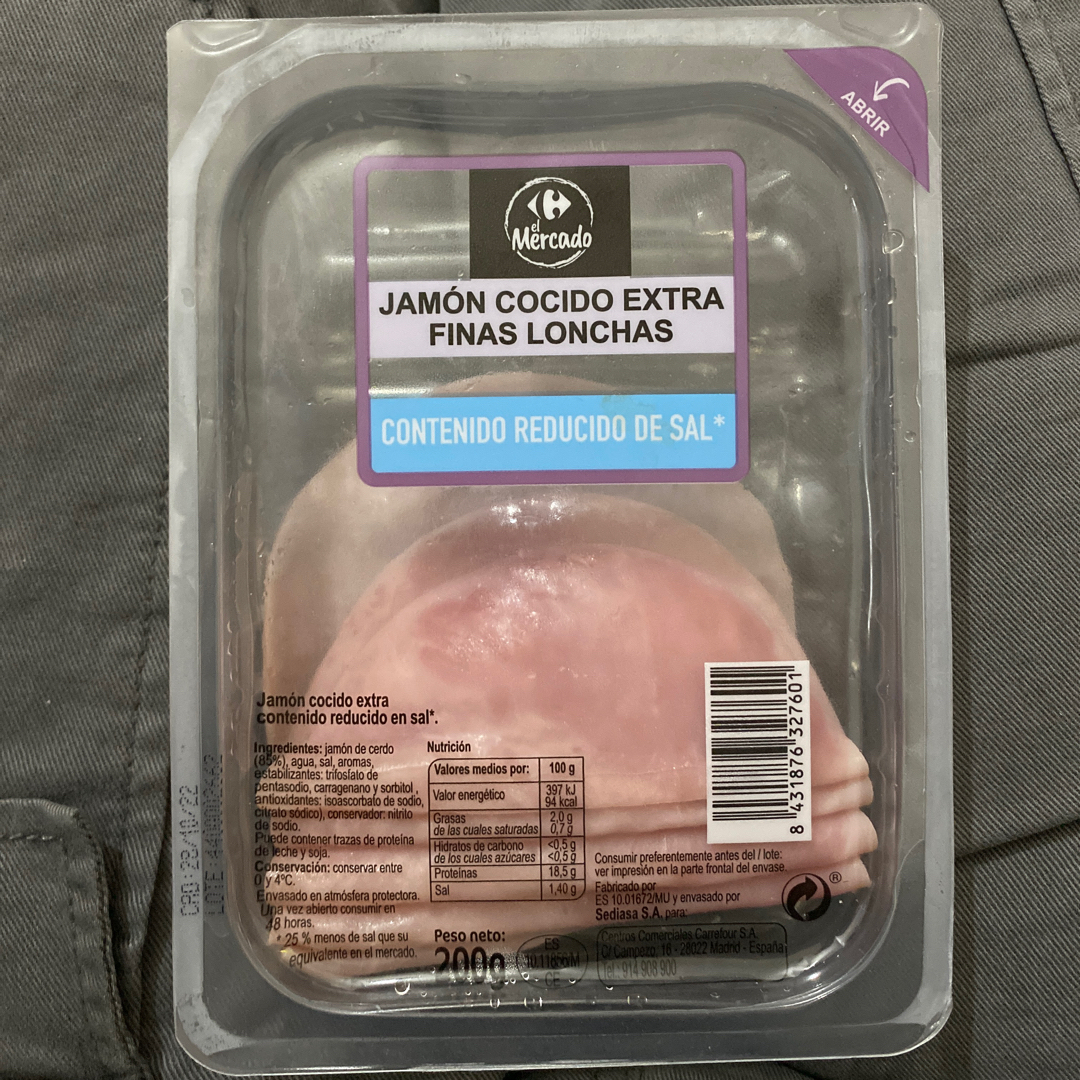 ABRIR
el
Mercado
JAMÓN COCIDO EXTRA
FINAS LONCHAS
CONTENIDO REDUCIDO DE SAL*
Jamón cocido extra
contenido reducido en sal*.
Ingredientes: jamón de cerdo
(85%), agua, sal, aromas,
estabilizantes: trifosfato de
pentasodio, carragenano y sorbitol,
antioxidantes: isoascorbato de sodio,
citrato sódico), conservador: nitrito
de sodio.
Puede contener trazas de proteína
de leche y soja.
Conservación: conservar entre
0 y 4ºC.
Envasado en atmósfera protectora.
Una vez abierto consumir en
48 horas.
* 25 % menos de sal que su
equivalente en el mercado.
Nutrición
Valores medios por: 100 g
Valor energético 397 kJ
94 kcal
Grasas 2,0 g
de las cuales saturadas 0,7 g
Hidratos de carbono <0,5 g
de los cuales azúcares <0,5 g
Proteínas 18,5 g
Sal 1,40 g
Peso neto:
200g
ES
CE
8 431876 327601
Consumir preferentemente antes del / lote:
ver impresión en la parte frontal del envase.
Fabricado por
ES 10.01672/MU y envasado por
Sediasa S.A. para:
®
Centros Comerciales Carrefour S.A.
C/ Campezo, 16 - 28022 Madrid - España
Tel.: 914 908 900
CAD:28/10/22
LOTE: